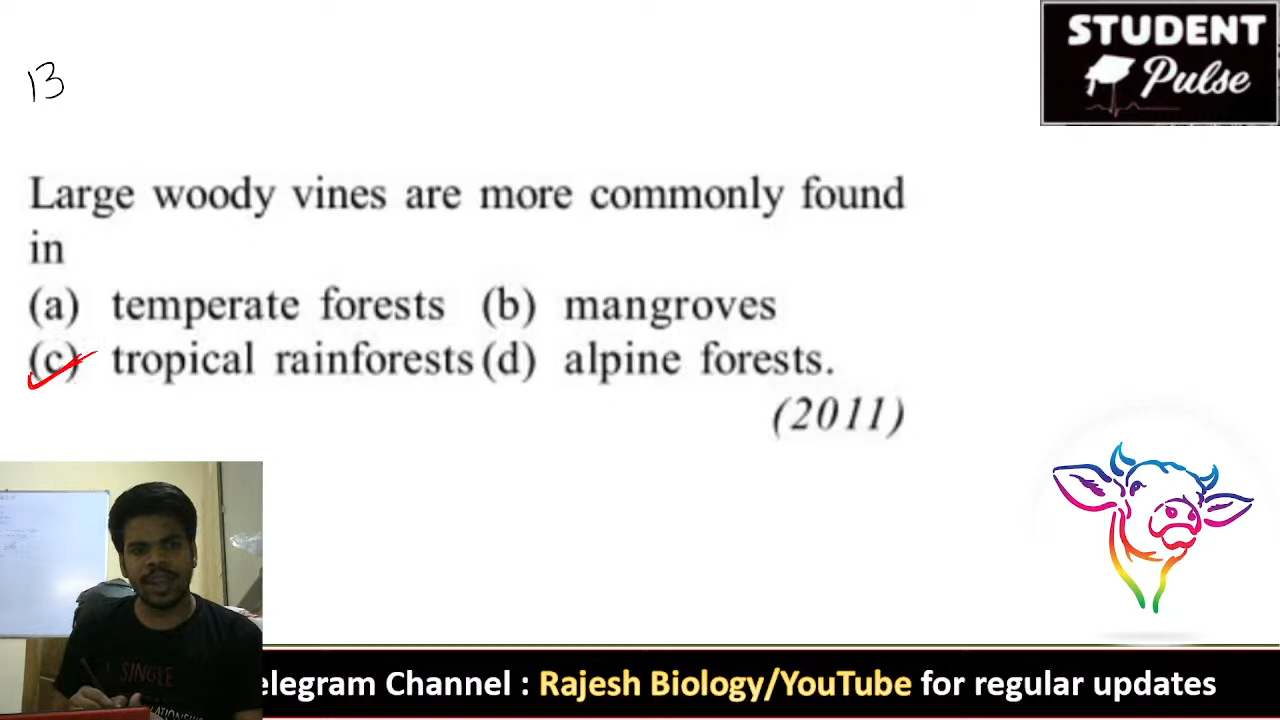 STUDENT
Pulse
13
Large woody vines are more commonly found
in
(a) temperate forests (b) mangroves
(c) tropical rainforests (d) alpine forests.
(2011)
SINGLE
elegram Channel : Rajesh Biology/YouTube for regular updates